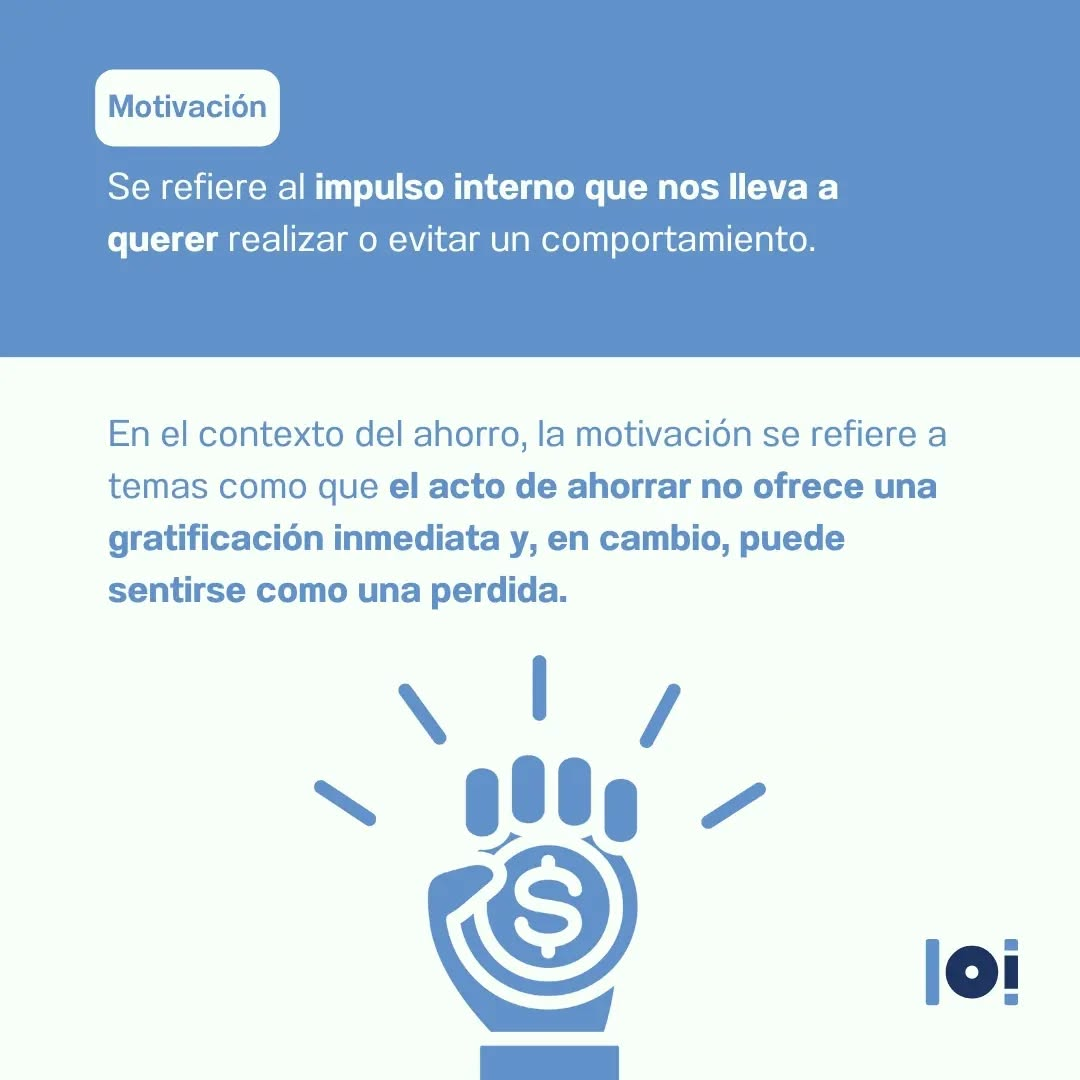 Motivación
Se refiere al impulso interno que nos lleva a
querer realizar o evitar un comportamiento.
En el contexto del ahorro, la motivación se refiere a
temas como que el acto de ahorrar no ofrece una
gratificación inmediata y, en cambio, puede
sentirse como una perdida.
$